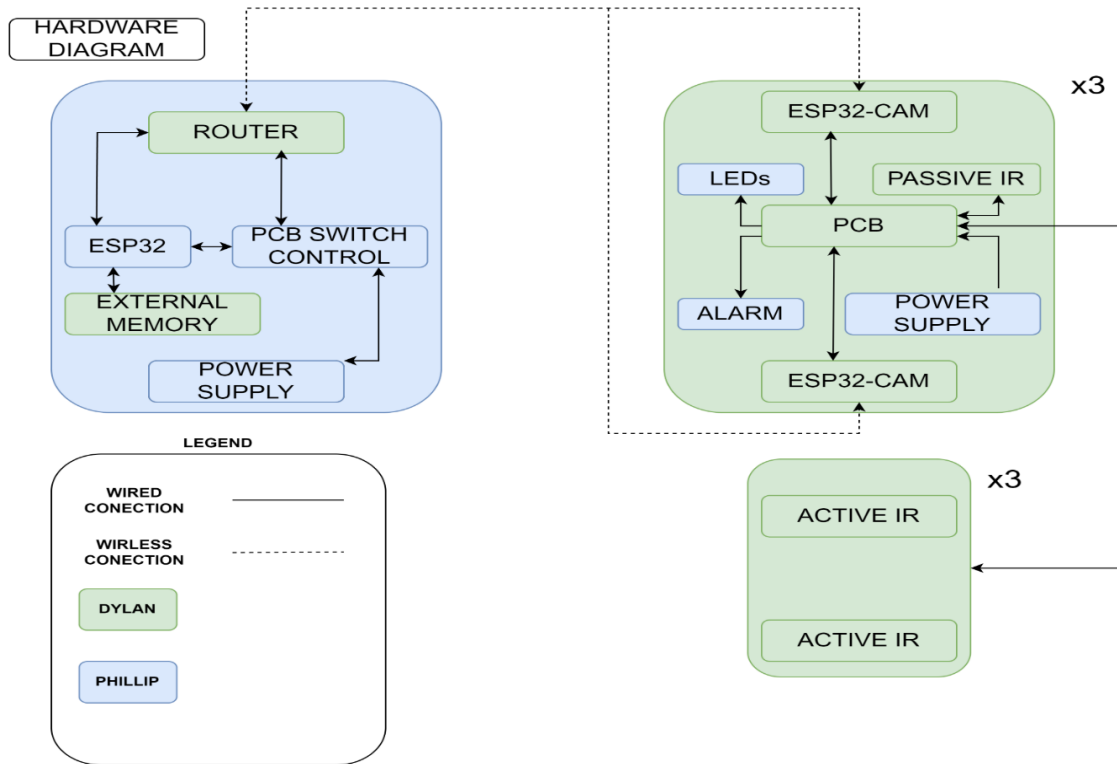 HARDWARE
DIAGRAM
x3
ROUTER
ESP32-CAM
LEDs
PASSIVE IR
ESP32
PCB SWITCH
CONTROL
PCB
EXTERNAL
MEMORY
ALARM
POWER
SUPPLY
POWER
SUPPLY
ESP32-CAM
LEGEND
WIRED
CONECTION
WIRLESS
CONECTION
DYLAN
PHILLIP
x3
ACTIVE IR
ACTIVE IR